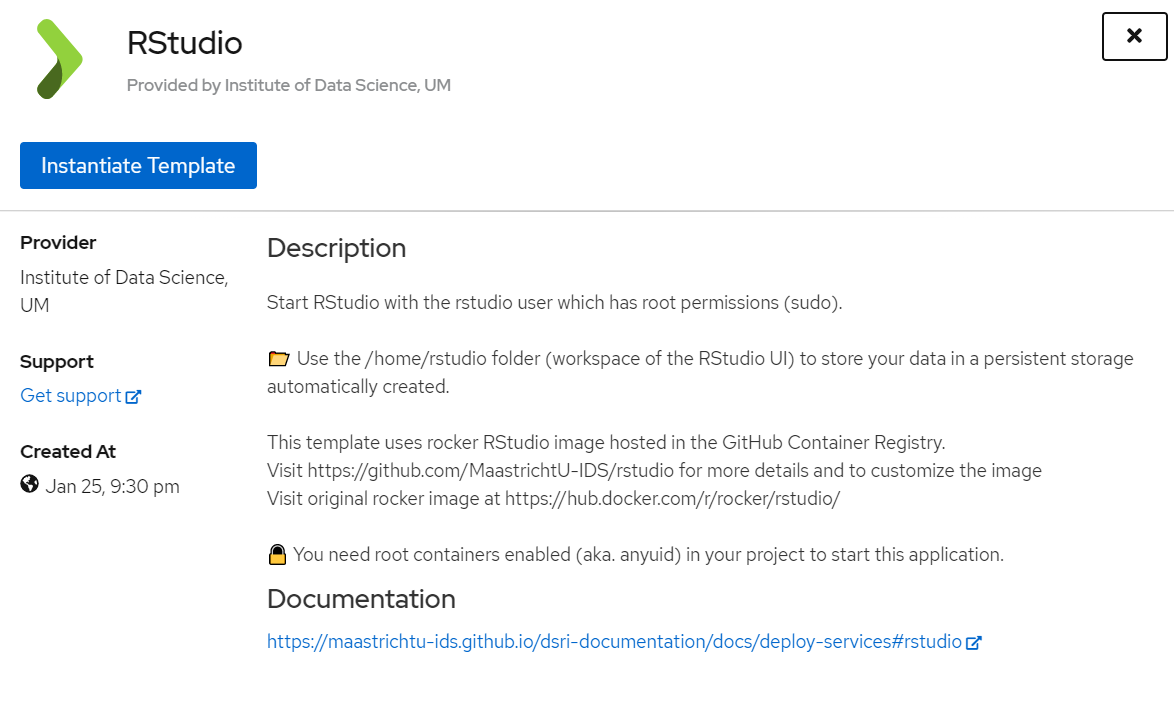 RStudio
Provided by Institute of Data Science, UM
Instantiate Template
Provider
Institute of Data Science,
UM
Support
Get support
Created At
Jan 25, 9:30 pm
Description
Start RStudio with the rstudio user which has root permissions (sudo).
📂 Use the /home/rstudio folder (workspace of the RStudio UI) to store your data in a persistent storage
automatically created.
This template uses rocker RStudio image hosted in the GitHub Container Registry.
Visit https://github.com/MaastrichtU-IDS/rstudio for more details and to customize the image
Visit original rocker image at https://hub.docker.com/r/rocker/rstudio/
🔒 You need root containers enabled (aka. anyuid) in your project to start this application.
Documentation
https://maastrichtu-ids.github.io/dsri-documentation/docs/deploy-services#rstudio